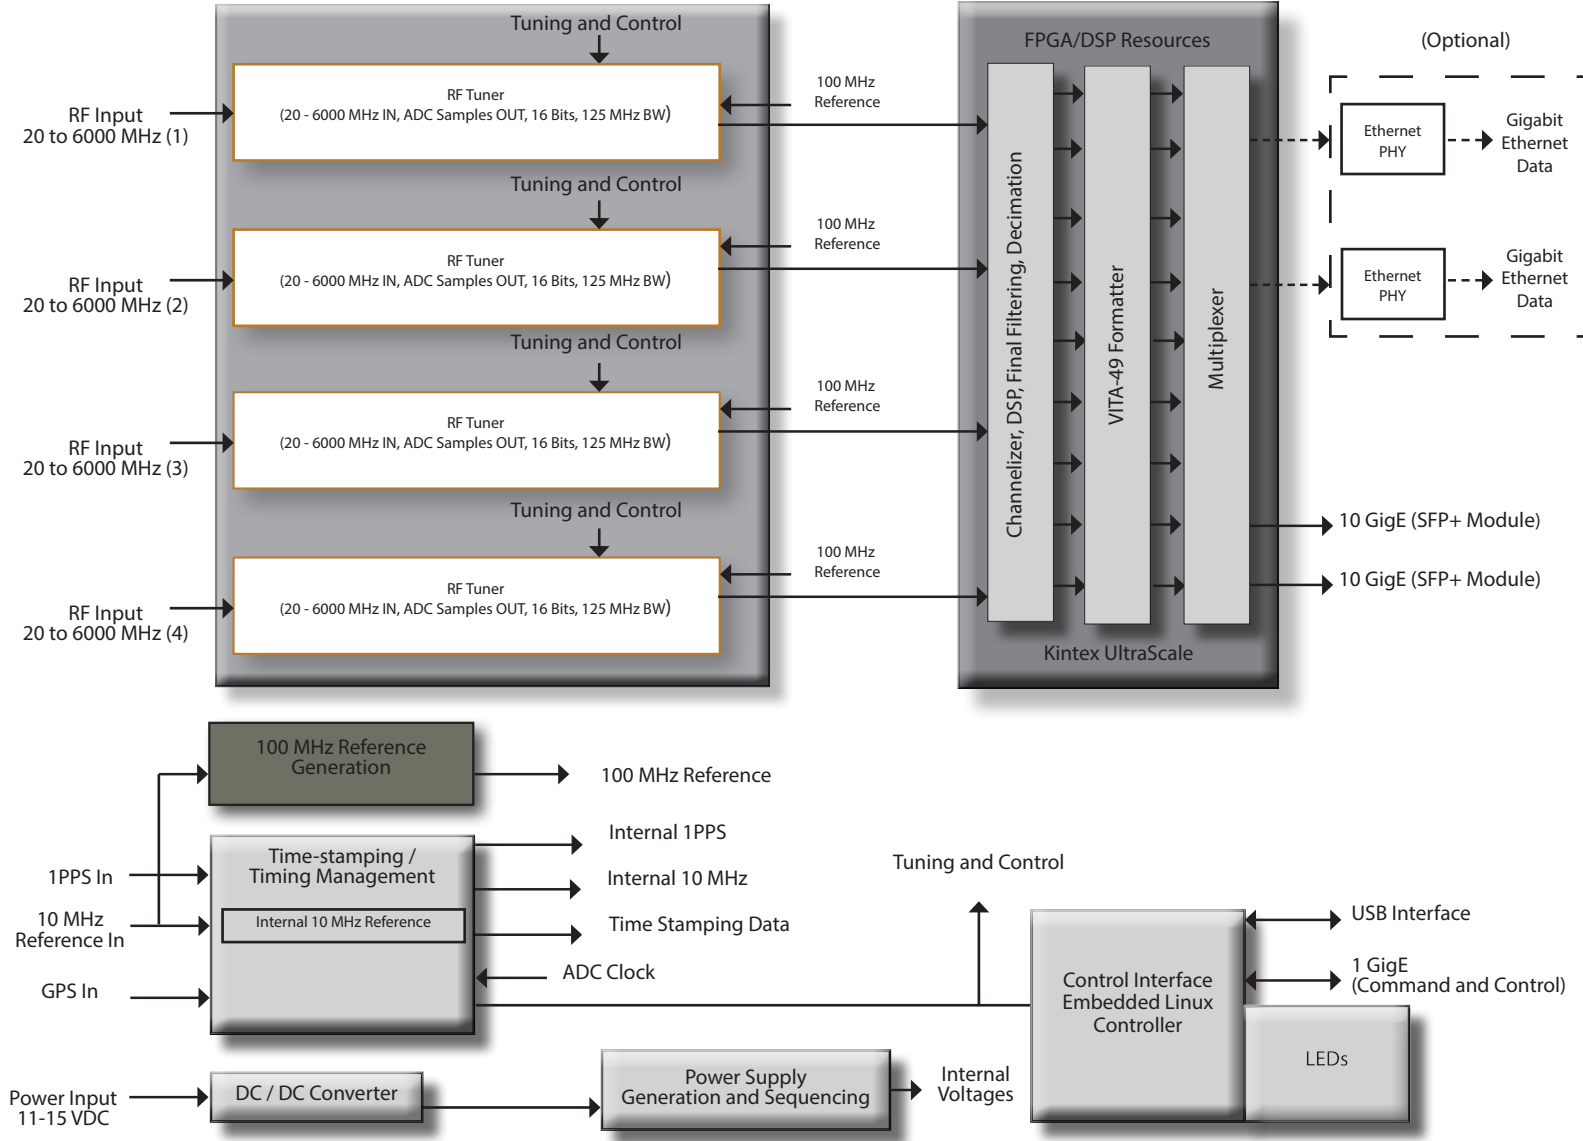 Tuning and Control
RF Input
20 to 6000 MHz (1)
RF Tuner
(20 - 6000 MHz IN, ADC Samples OUT, 16 Bits, 125 MHz BW)
100 MHz
Reference
Tuning and Control
RF Input
20 to 6000 MHz (2)
RF Tuner
(20 - 6000 MHz IN, ADC Samples OUT, 16 Bits, 125 MHz BW)
100 MHz
Reference
Tuning and Control
RF Input
20 to 6000 MHz (3)
RF Tuner
(20 - 6000 MHz IN, ADC Samples OUT, 16 Bits, 125 MHz BW)
100 MHz
Reference
Tuning and Control
RF Input
20 to 6000 MHz (4)
RF Tuner
(20 - 6000 MHz IN, ADC Samples OUT, 16 Bits, 125 MHz BW)
100 MHz
Reference
FPGA/DSP Resources
Channelizer, DSP, Final Filtering, Decimation
VITA-49 Formatter
Multiplexer
Kintex UltraScale
(Optional)
Ethernet
PHY
Gigabit
Ethernet
Data
Ethernet
PHY
Gigabit
Ethernet
Data
10 GigE (SFP+ Module)
10 GigE (SFP+ Module)
100 MHz Reference
Generation
100 MHz Reference
1PPS In
10 MHz
Reference In
GPS In
Time-stamping /
Timing Management
Internal 10 MHz Reference
Internal 1PPS
Internal 10 MHz
Time Stamping Data
ADC Clock
Tuning and Control
Control Interface
Embedded Linux
Controller
USB Interface
1 GigE
(Command and Control)
LEDs
Power Input
11-15 VDC
DC / DC Converter
Power Supply
Generation and Sequencing
Internal
Voltages